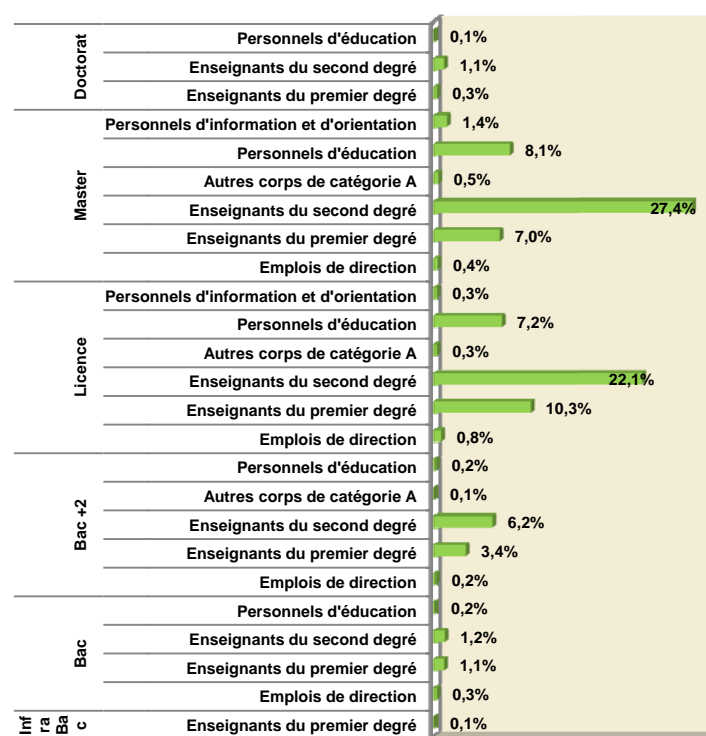 Doctorat
Personnels d'éducation 0,1%
Enseignants du second degré 1,1%
Enseignants du premier degré 0,3%
Master
Personnels d'information et d'orientation 1,4%
Personnels d'éducation 8,1%
Autres corps de catégorie A 0,5%
Enseignants du second degré 27,4%
Enseignants du premier degré 7,0%
Emplois de direction 0,4%
Licence
Personnels d'information et d'orientation 0,3%
Personnels d'éducation 7,2%
Autres corps de catégorie A 0,3%
Enseignants du second degré 22,1%
Enseignants du premier degré 10,3%
Emplois de direction 0,8%
Bac +2
Personnels d'éducation 0,2%
Autres corps de catégorie A 0,1%
Enseignants du second degré 6,2%
Enseignants du premier degré 3,4%
Emplois de direction 0,2%
Bac
Personnels d'éducation 0,2%
Enseignants du second degré 1,2%
Enseignants du premier degré 1,1%
Emplois de direction 0,3%
Inf
ra
Ba
c
Enseignants du premier degré 0,1%